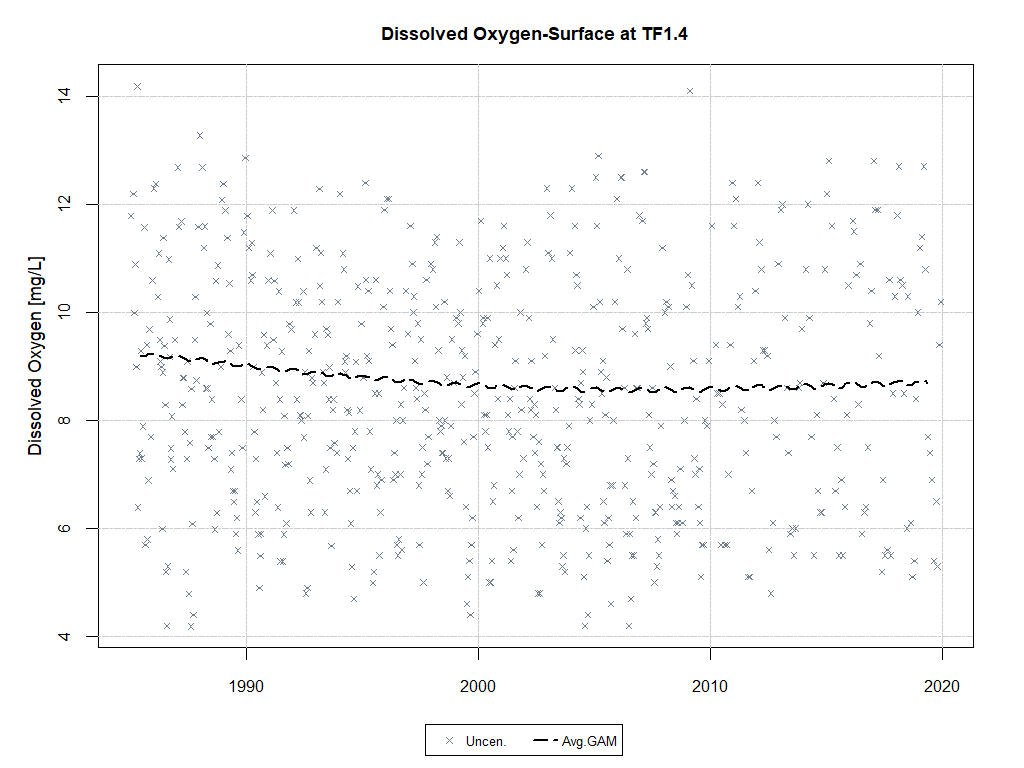 Dissolved Oxygen-Surface at TF1.4
Dissolved Oxygen [mg/L]
14
12
10
8
6
4
1990 2000 2010 2020
Uncen. Avg.GAM